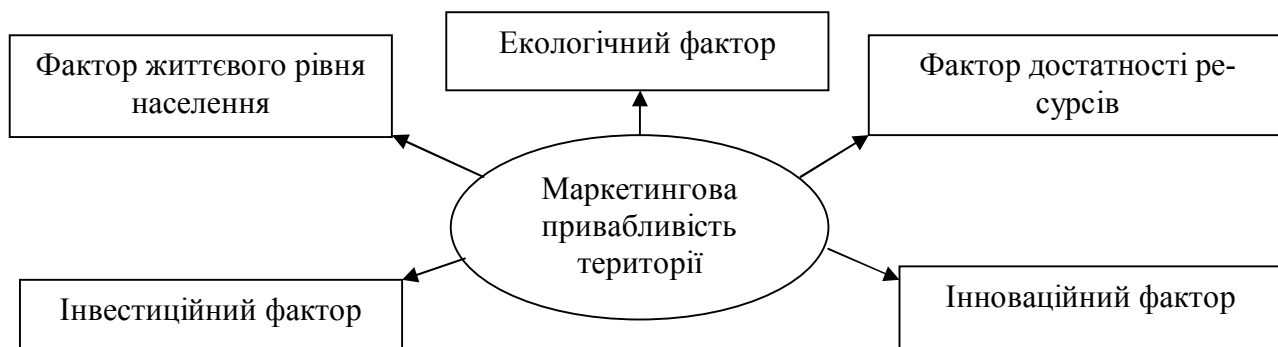 Екологічний фактор
Фактор життєвого рівня
населення
Фактор достатності ре-
сурсів
Маркетингова
привабливість
території
Інвестиційний фактор
Інноваційний фактор